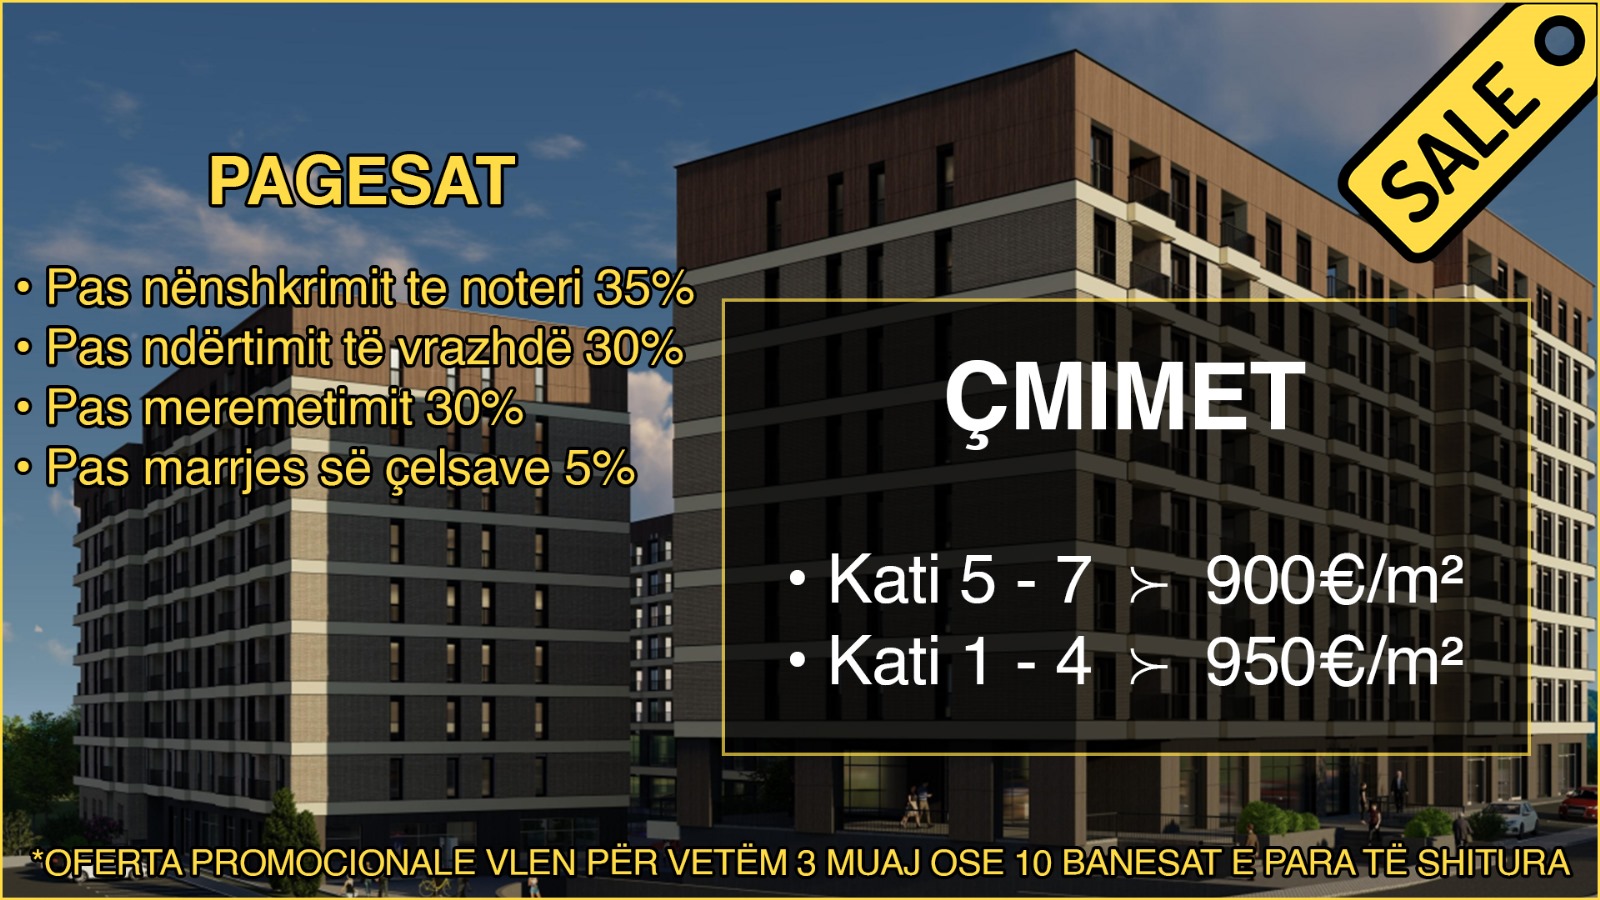 SALE
PAGESAT
• Pas nënshkrimit te noteri 35%
• Pas ndërtimit të vrazhdë 30%
• Pas meremetimit 30%
• Pas marrjes së çelsave 5%
ÇMIMET
• Kati 5 - 7 ≻ 900€/m²
• Kati 1 - 4 ≻ 950€/m²
*OFERTA PROMOCIONALE VLEN PËR VETËM 3 MUAJ OSE 10 BANESAT E PARA TË SHITURA